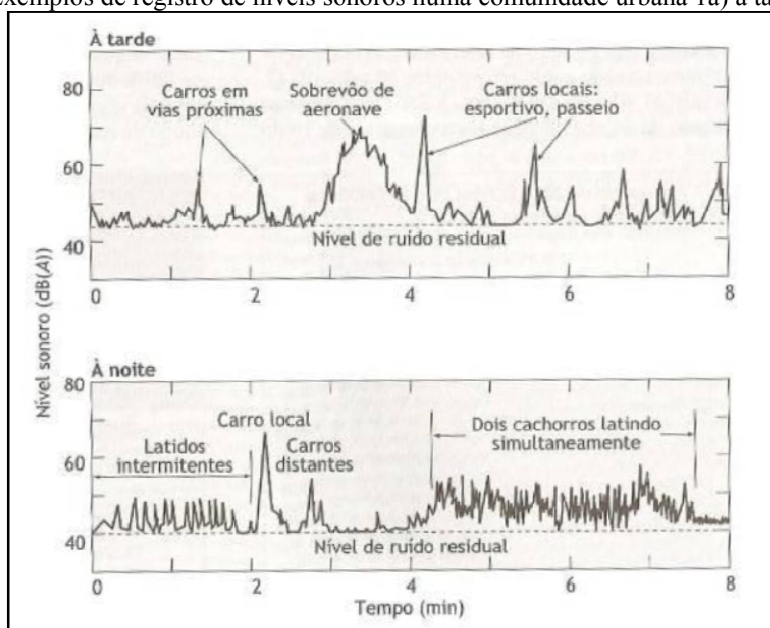 exemplos de registro de níveis sonoros numa comunidade urbana 1a) à ta
À tarde
80
60
40
Carros em
vias próximas
Sobrevôo de
aeronave
Carros locais:
esportivo, passeio
Nível de ruído residual
0 2 4 6 8
Nível sonoro (dB(A))
À noite
80
60
40
Latidos
intermitentes
Carro local
Carros
distantes
Dois cachorros latindo
simultaneamente
Nível de ruído residual
0 2 4 6 8
Tempo (min)